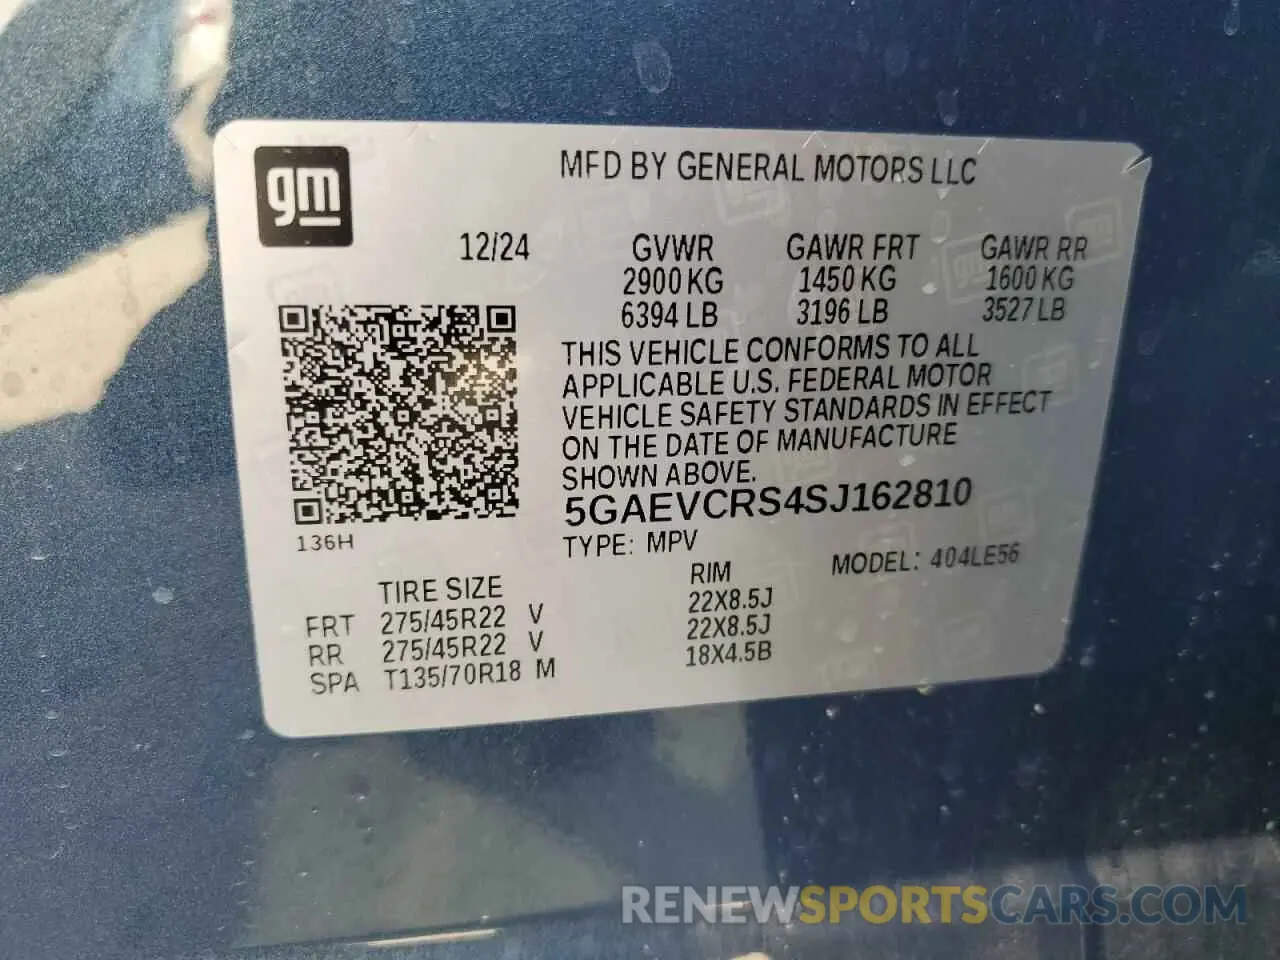 gm
MFD BY GENERAL MOTORS LLC
12/24 GVWR GAWR FRT GAWR RR
2900 KG 1450 KG 1600 KG
6394 LB 3196 LB 3527 LB
THIS VEHICLE CONFORMS TO ALL
APPLICABLE U.S. FEDERAL MOTOR
VEHICLE SAFETY STANDARDS IN EFFECT
ON THE DATE OF MANUFACTURE
SHOWN ABOVE.
5GAEVCRS4SJ162810
136H
TYPE: MPV MODEL: 404LE56
TIRE SIZE RIM
FRT 275/45R22 V 22X8.5J
RR 275/45R22 V 22X8.5J
SPA T135/70R18 M 18X4.5B
RENEWSPORTSCARS.COM